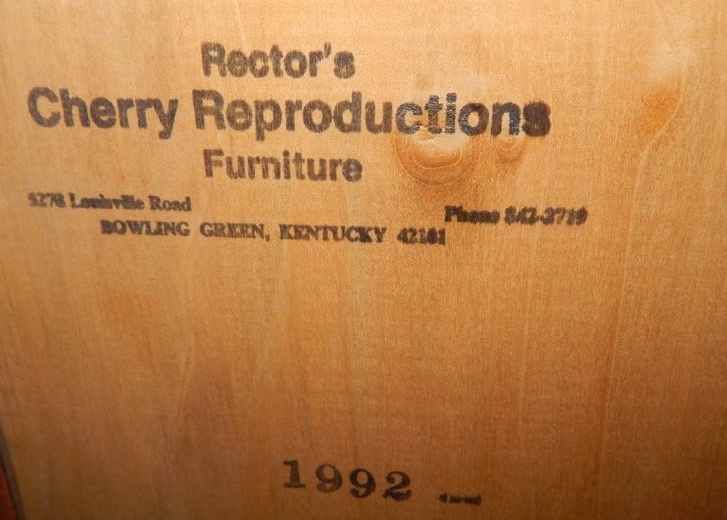 Rector's
Cherry Reproductions
Furniture
5278 Louisville Road
Phone 842-2719
BOWLING GREEN, KENTUCKY 42101
1992